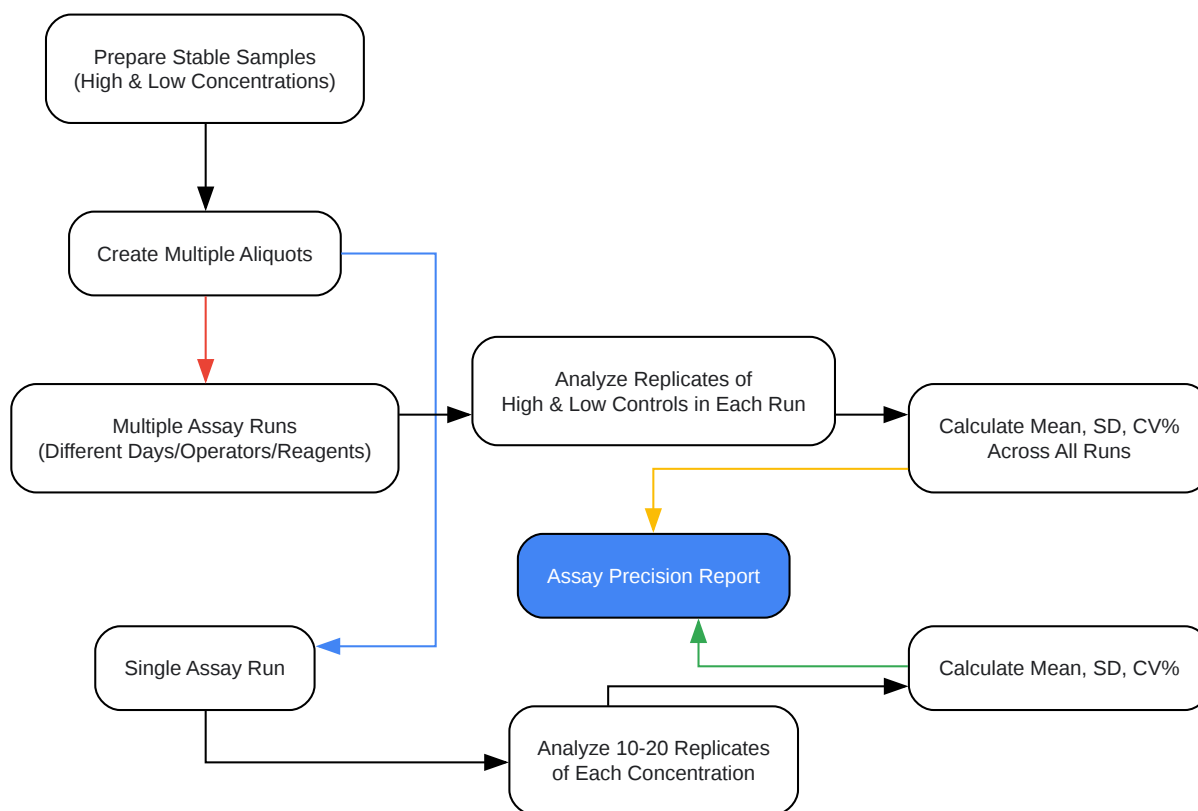 Prepare Stable Samples
(High & Low Concentrations)
Create Multiple Aliquots
Multiple Assay Runs
(Different Days/Operators/Reagents)
Analyze Replicates of
High & Low Controls in Each Run
Calculate Mean, SD, CV%
Across All Runs
Assay Precision Report
Single Assay Run
Analyze 10-20 Replicates
of Each Concentration
Calculate Mean, SD, CV%